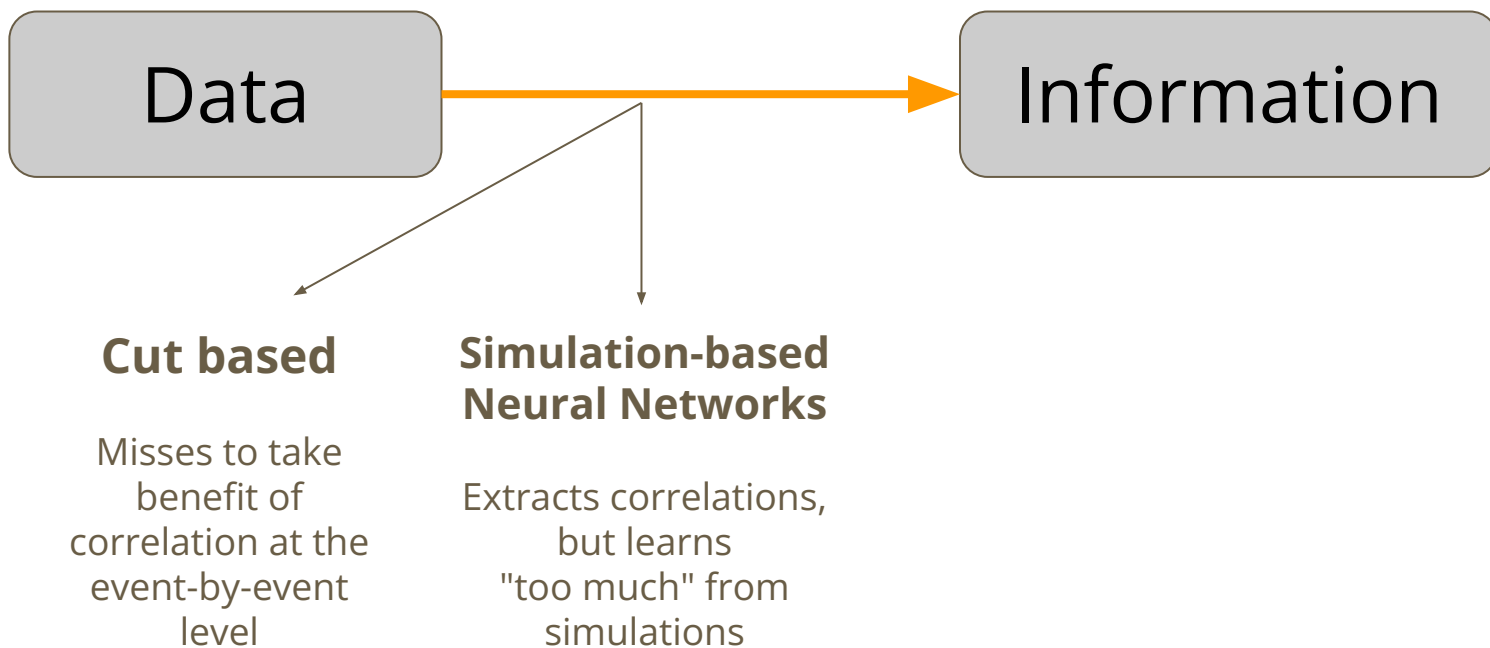 Data
Information
Cut based
Misses to take
benefit of
correlation at the
event-by-event
level
Simulation-based
Neural Networks
Extracts correlations,
but learns
"too much" from
simulations